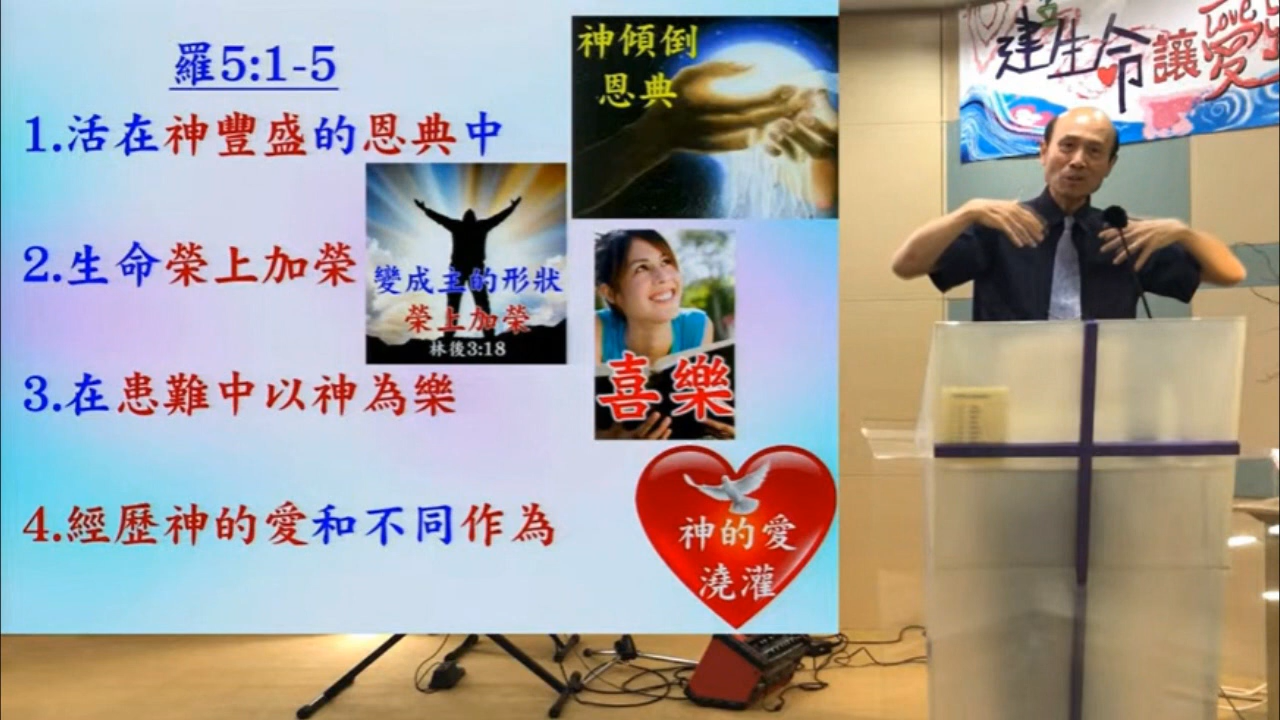 羅5:1-5
神傾倒
恩典
1.活在神豐盛的恩典中
2.生命榮上加榮
變成主的形狀
榮上加榮
林後3:18
喜樂
3.在患難中以神為樂
4.經歷神的愛和不同作為
神的愛
澆灌
建立生命讓愛
Love